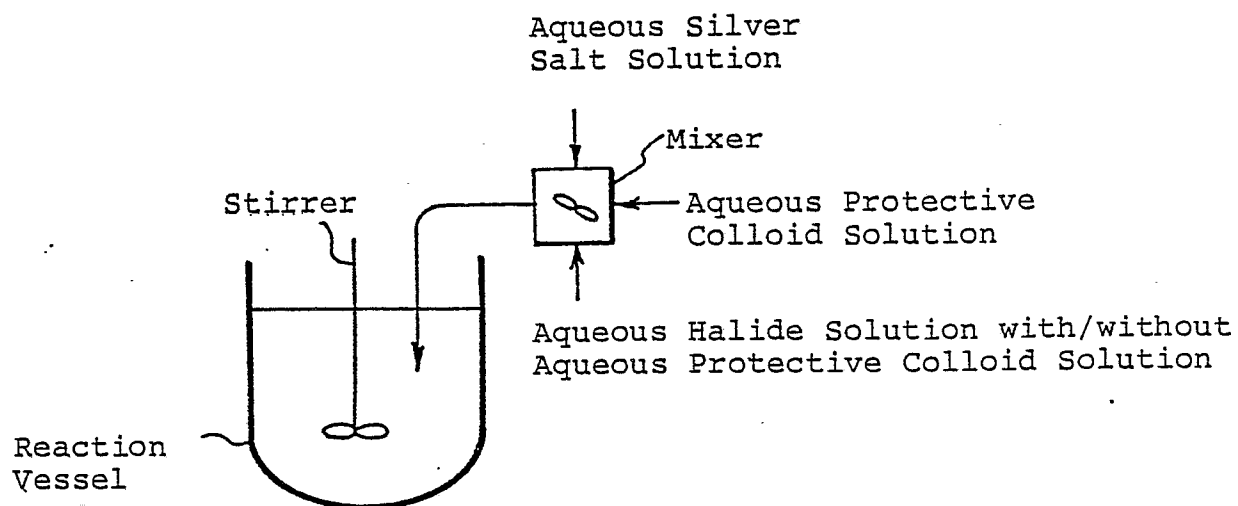 Aqueous Silver
Salt Solution
Mixer
Stirrer
Aqueous Protective
Colloid Solution
Aqueous Halide Solution with/without
Aqueous Protective Colloid Solution
Reaction
Vessel